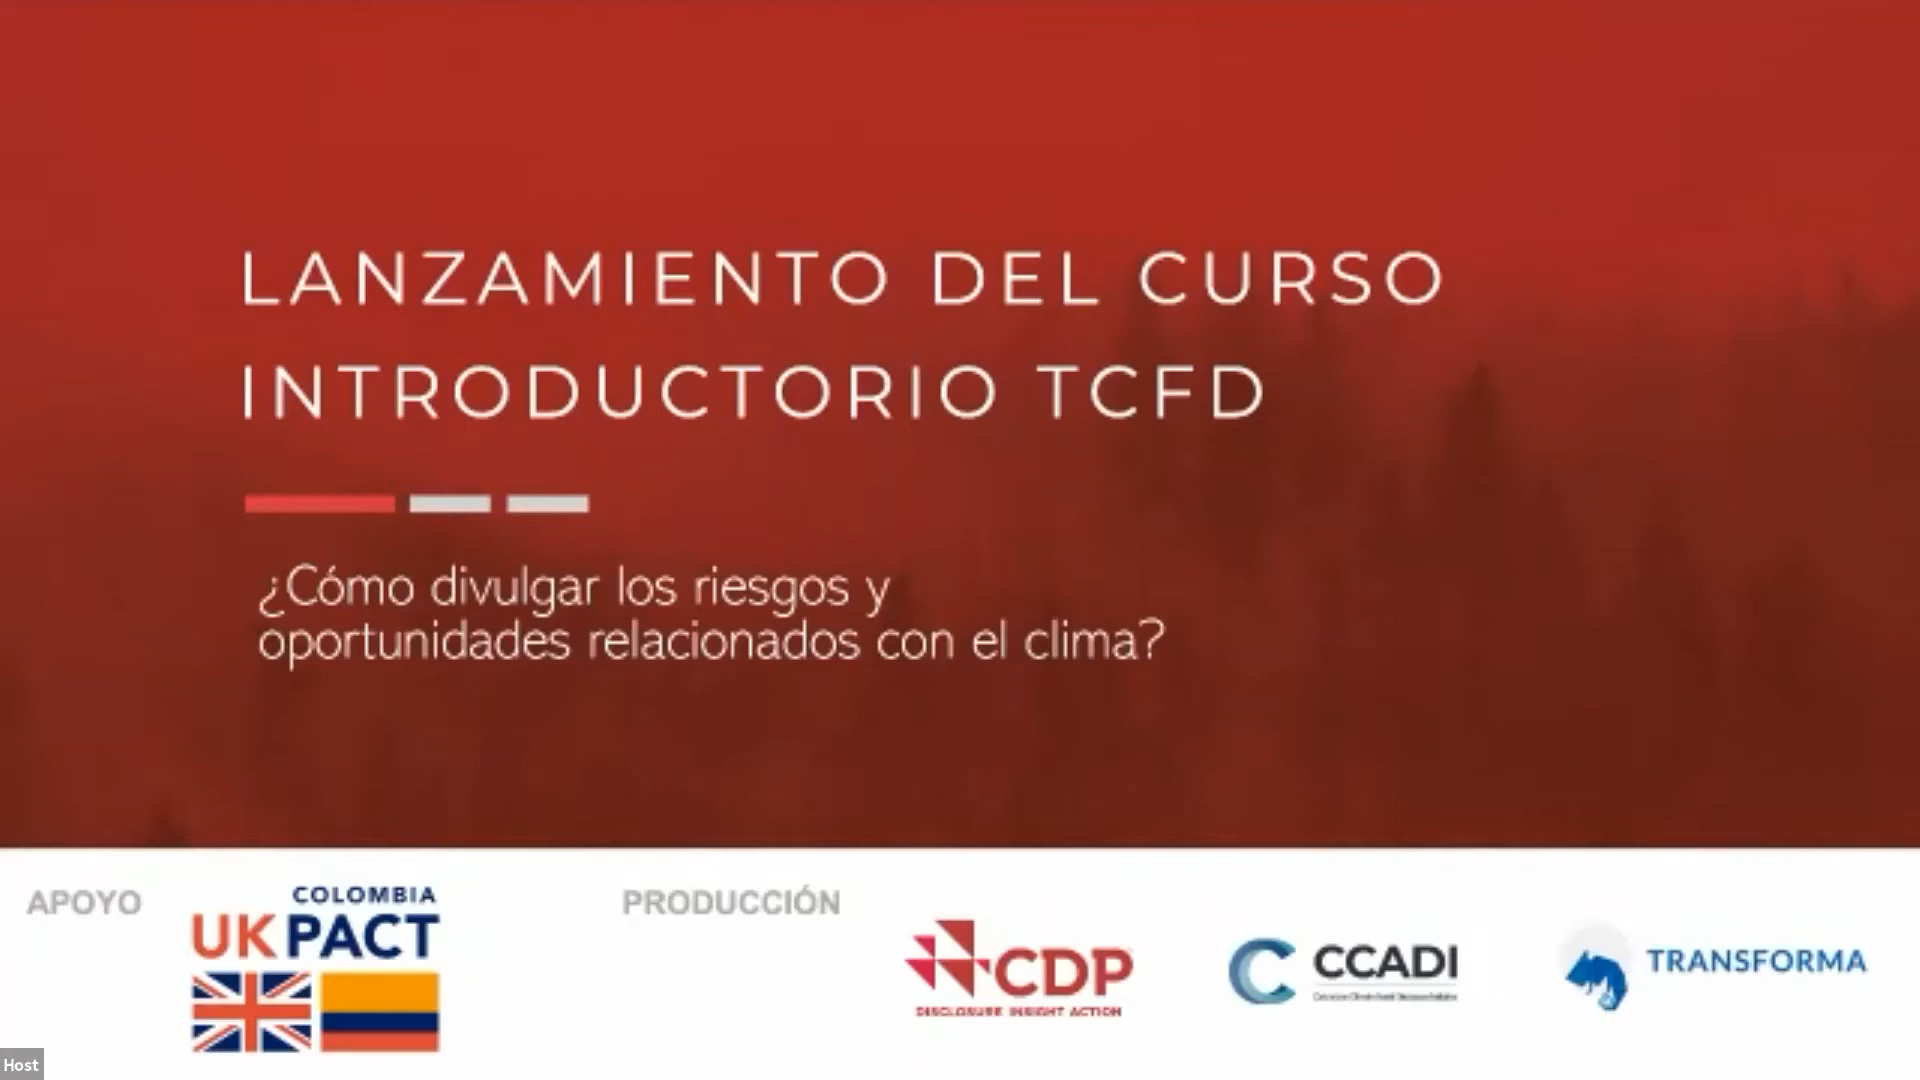 LANZAMIENTO DEL CURSO
INTRODUCTORIO TCFD
¿Cómo divulgar los riesgos y
oportunidades relacionados con el clima?
APOYO
COLOMBIA
UK PACT
PRODUCCIÓN
CDP
DISCLOSURE INSIGHT ACTION
CCADI
TRANSFORMA
Host